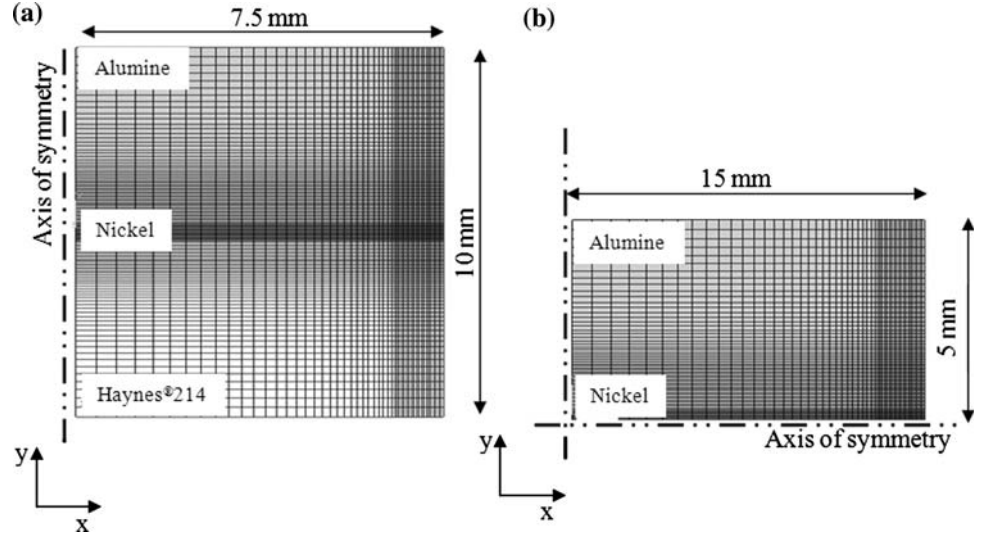 (a)
7.5 mm
Alumine
Axis of symmetry
Nickel
10 mm
Haynes®214
y
x
(b)
15 mm
Alumine
5 mm
Nickel
Axis of symmetry
y
x